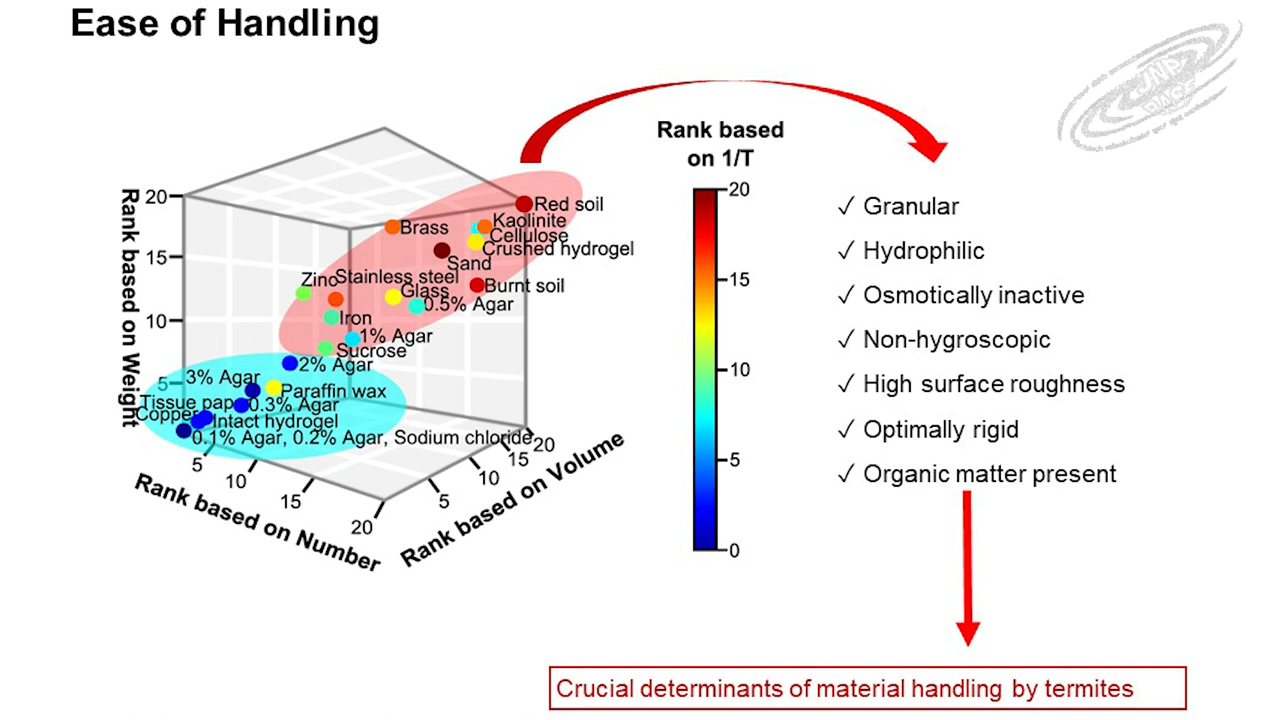 Ease of Handling
JNP
Rank based
on 1/T
20
15
10
5
0
Rank based on Weight
20
15
10
5
Red soil
Brass
Kaolinite
Cellulose
Crushed hydrogel
Sand
Zinc
Stainless steel
Burnt soil
Glass
0.5% Agar
Iron
1% Agar
Sucrose
2% Agar
3% Agar
Paraffin wax
Tissue pap
0.3% Agar
Copper
Intact hydrogel
0.1% Agar, 0.2% Agar, Sodium chloride
5
10
15
20
Rank based on Number
5
10
15
20
Rank based on Volume
✓ Granular
✓ Hydrophilic
✓ Osmotically inactive
✓ Non-hygroscopic
✓ High surface roughness
✓ Optimally rigid
✓ Organic matter present
Crucial determinants of material handling by termites